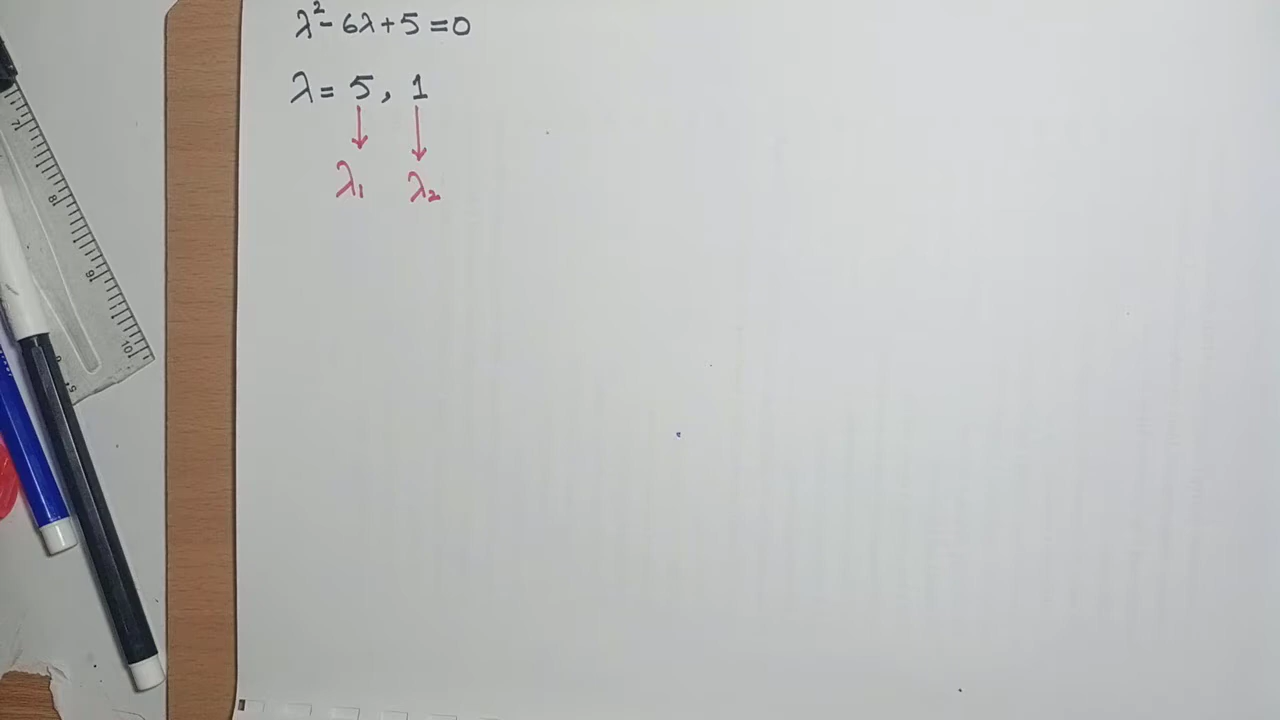 λ² - 6λ + 5 = 0
λ = 5 , 1
λ₁ λ₂